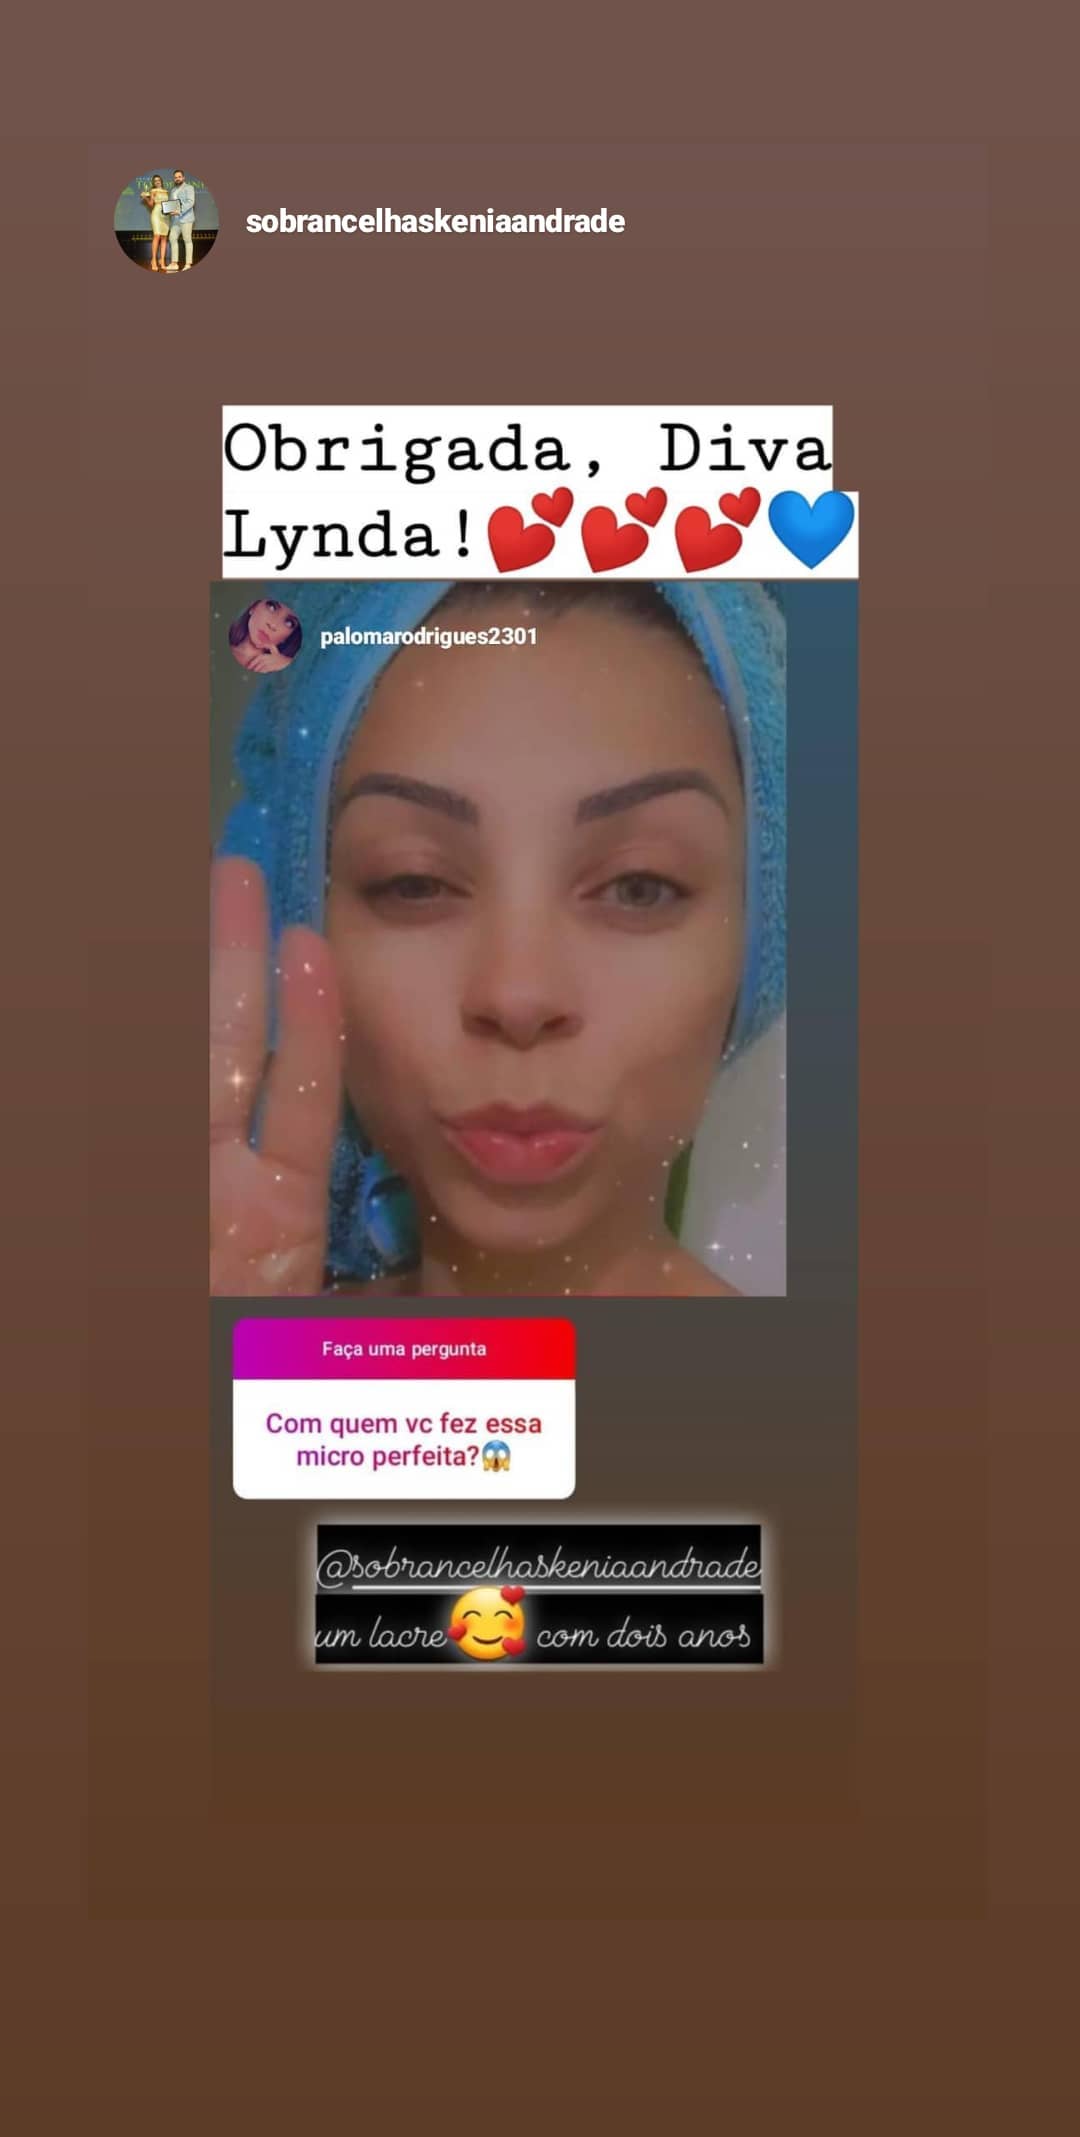 sobrancelhaskeniaandrade
Obrigada, Diva
Lynda!💕💕💕💙
palomarodrigues2301
Faça uma pergunta
Com quem vc fez essa
micro perfeita?😱
@sobrancelhaskeniaandrade
um lacre🥰 com dois anos